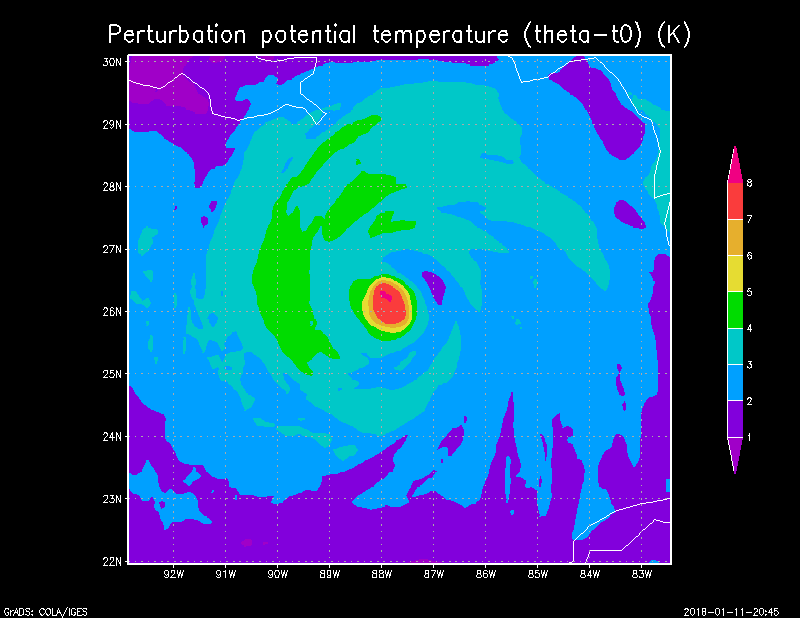 Perturbation potential temperature (theta-t0) (K)
30N
29N
28N
27N
26N
25N
24N
23N
22N
92W 91W 90W 89W 88W 87W 86W 85W 84W 83W
8
7
6
5
4
3
2
1
GrADS: COLA/IGES 2018-01-11-20:45